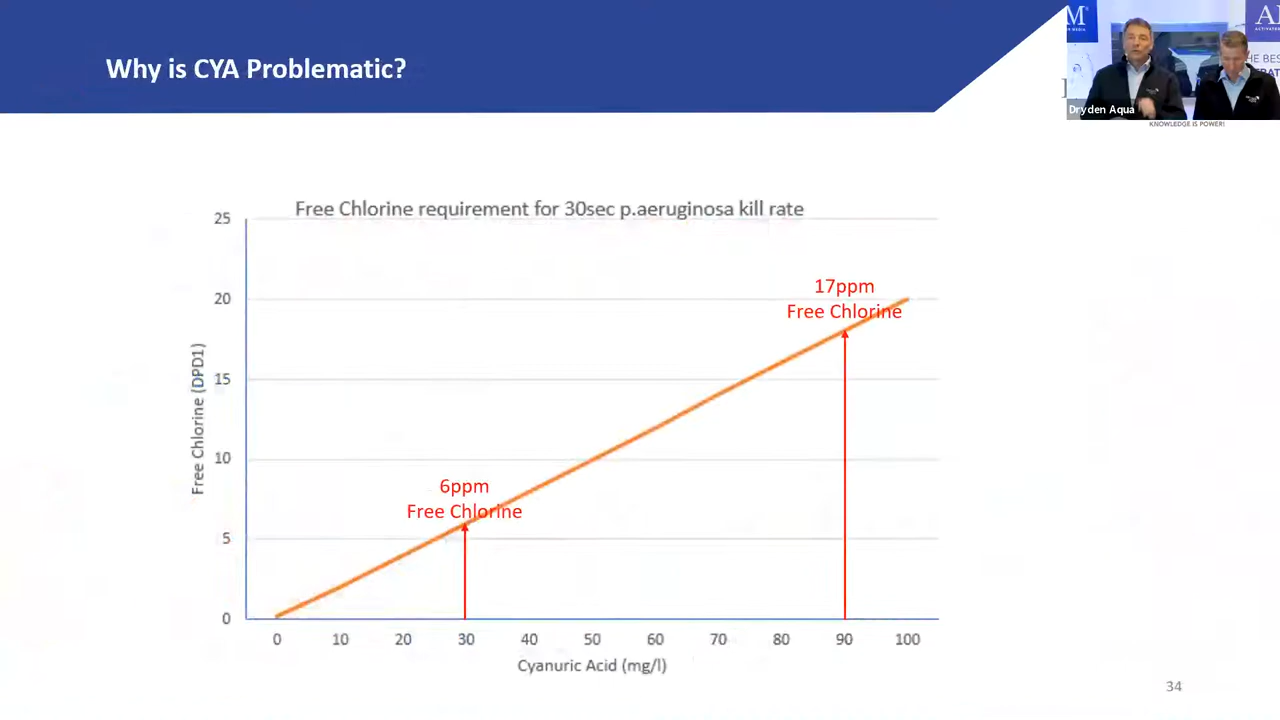 Why is CYA Problematic?
M
Dryden Aqua
KNOWLEDGE IS POWER!
Free Chlorine requirement for 30sec p.aeruginosa kill rate
25
20
15
10
5
0
Free Chlorine (DPD1)
17ppm
Free Chlorine
6ppm
Free Chlorine
0 10 20 30 40 50 60 70 80 90 100
Cyanuric Acid (mg/l)
34